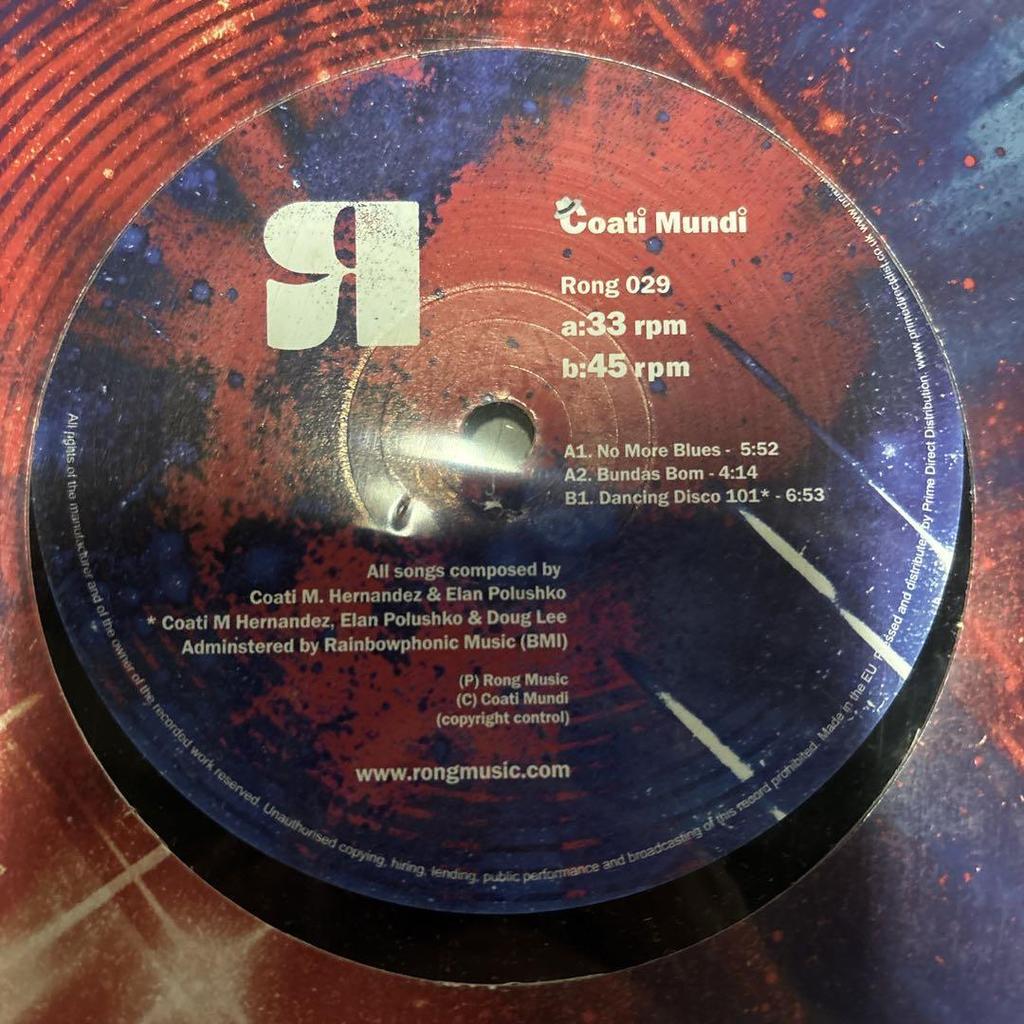 Я
Coati Mundi
Rong 029
a:33 rpm
b:45 rpm
A1. No More Blues - 5:52
A2. Bundas Bom - 4:14
B1. Dancing Disco 101* - 6:53
All songs composed by
Coati M. Hernandez & Elan Polushko
* Coati M Hernandez, Elan Polushko & Doug Lee
Adminstered by Rainbowphonic Music (BMI)
(P) Rong Music
(C) Coati Mundi
(copyright control)
www.rongmusic.com
All rights of the manufacturer and of the owner of the recorded work reserved. Unauthorised copying, hiring, lending, public performance and broadcasting of this record prohibited. Made in the EU. Pressed and distributed by Prime Direct Distribution. www.primedirectdist.co.uk